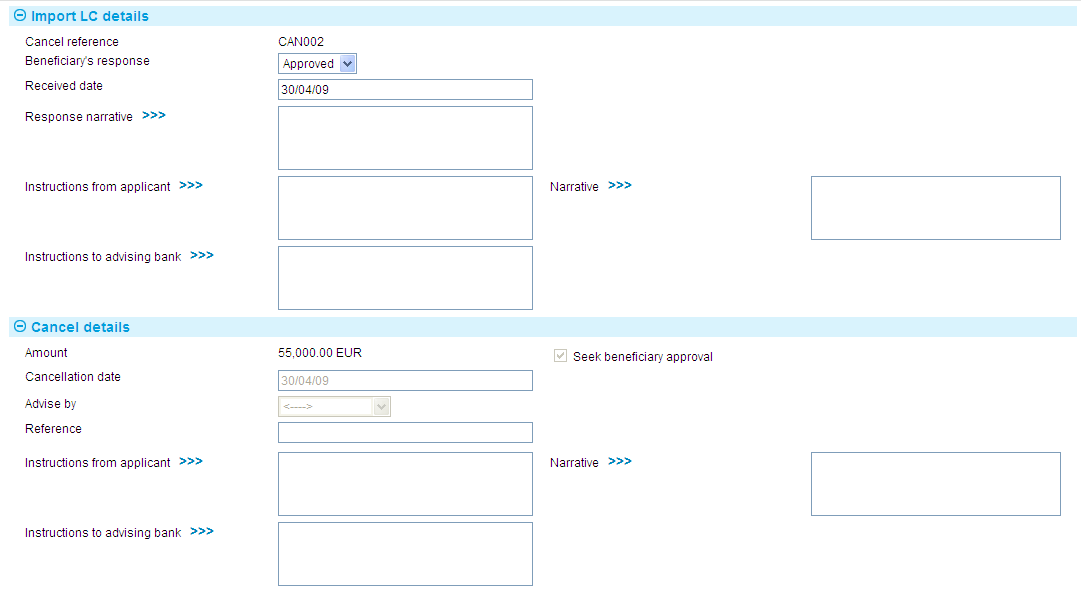 Import LC details
Cancel reference CAN002
Beneficiary's response Approved
Received date 30/04/09
Response narrative >>>
Instructions from applicant >>> Narrative >>>
Instructions to advising bank >>>
Cancel details
Amount 55,000.00 EUR Seek beneficiary approval
Cancellation date 30/04/09
Advise by <---->
Reference
Instructions from applicant >>> Narrative >>>
Instructions to advising bank >>>